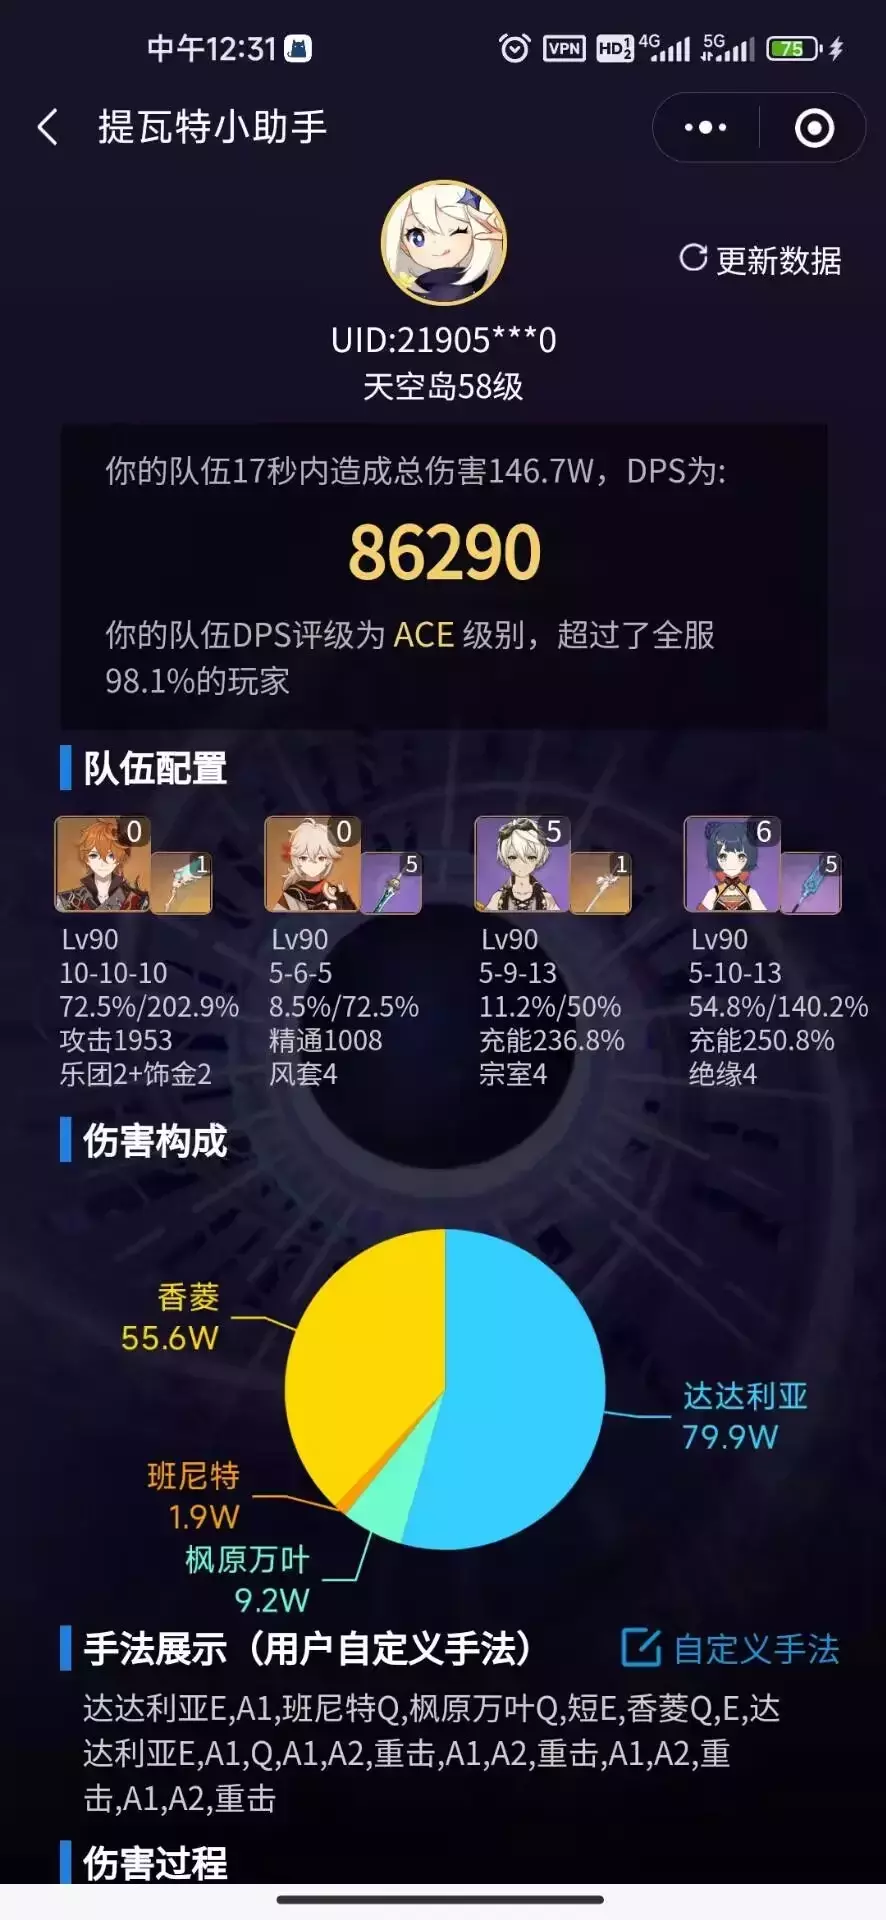 中午12:31
VPN HD 1 2 4G 5G 75
提瓦特小助手
更新数据
UID:21905***0
天空岛58级
你的队伍17秒内造成总伤害146.7W，DPS为:
86290
你的队伍DPS评级为 ACE 级别，超过了全服
98.1%的玩家
队伍配置
0 1 0 5 5 1 6 5
Lv90 Lv90 Lv90 Lv90
10-10-10 5-6-5 5-9-13 5-10-13
72.5%/202.9% 8.5%/72.5% 11.2%/50% 54.8%/140.2%
攻击1953 精通1008 充能236.8% 充能250.8%
乐团2+饰金2 风套4 宗室4 绝缘4
伤害构成
香菱
55.6W
达达利亚
79.9W
班尼特
1.9W
枫原万叶
9.2W
手法展示（用户自定义手法） 自定义手法
达达利亚E,A1,班尼特Q,枫原万叶Q,短E,香菱Q,E,达
达利亚E,A1,Q,A1,A2,重击,A1,A2,重击,A1,A2,重
击,A1,A2,重击
伤害过程